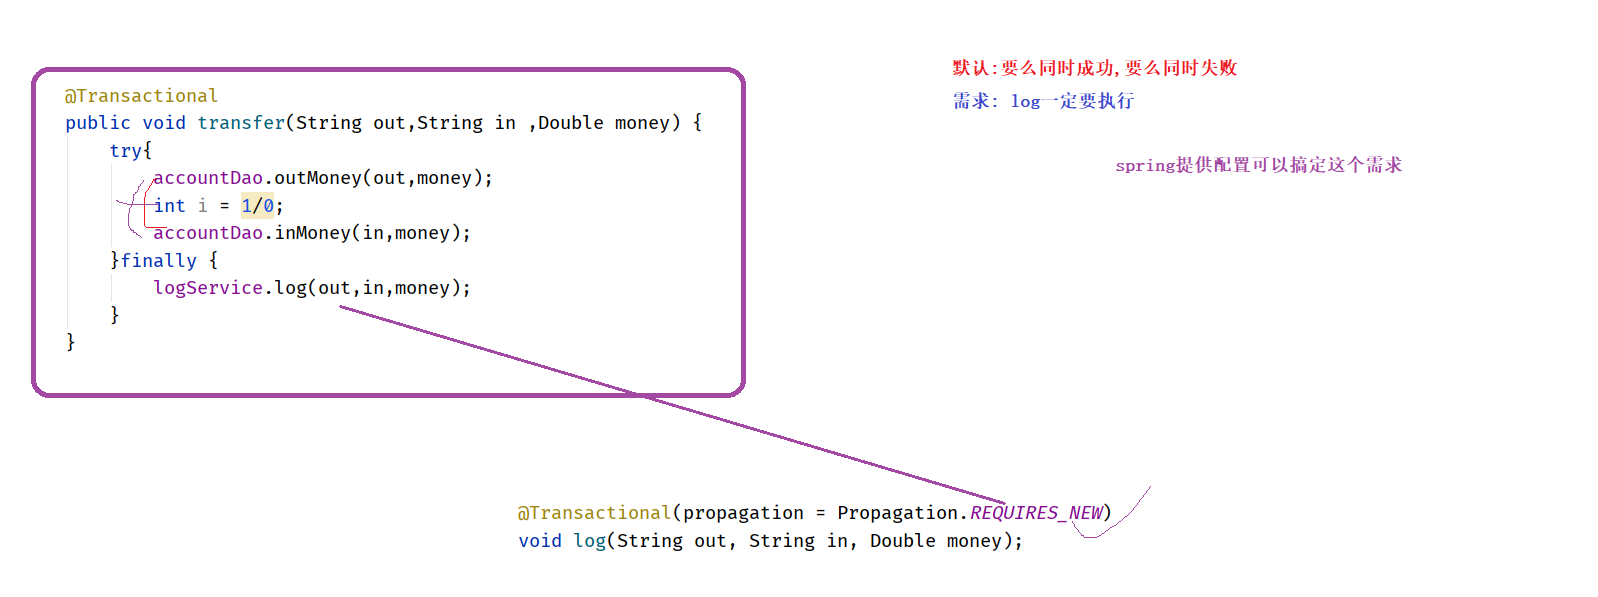 @Transactional
public void transfer(String out,String in ,Double money) {
try{
accountDao.outMoney(out,money);
int i = 1/0;
accountDao.inMoney(in,money);
}finally {
logService.log(out,in,money);
}
}
默认:要么同时成功,要么同时失败
需求: log一定要执行
spring提供配置可以搞定这个需求
@Transactional(propagation = Propagation.REQUIRES_NEW)
void log(String out, String in, Double money);